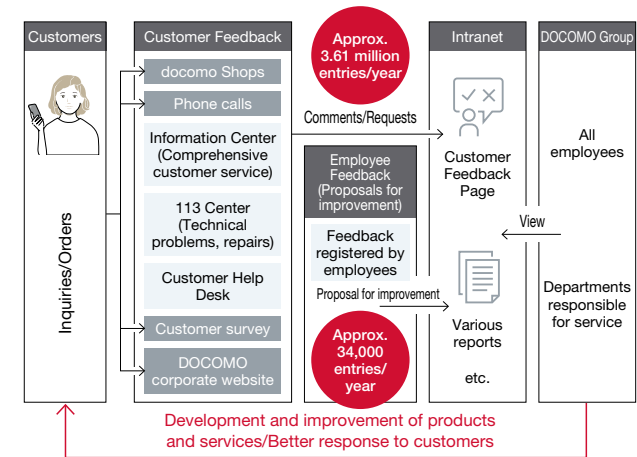 Customers
Inquiries/Orders
Customer Feedback
docomo Shops
Phone calls
Information Center
(Comprehensive
customer service)
113 Center
(Technical
problems, repairs)
Customer Help
Desk
Customer survey
DOCOMO
corporate website
Approx.
3.61 million
entries/year
Comments/Requests
Employee
Feedback
(Proposals for
improvement)
Feedback
registered by
employees
Proposal for improvement
Approx.
34,000
entries/
year
Intranet
Customer
Feedback
Page
Various
reports
etc.
View
DOCOMO Group
All
employees
Departments
responsible
for service
Development and improvement of products
and services/Better response to customers